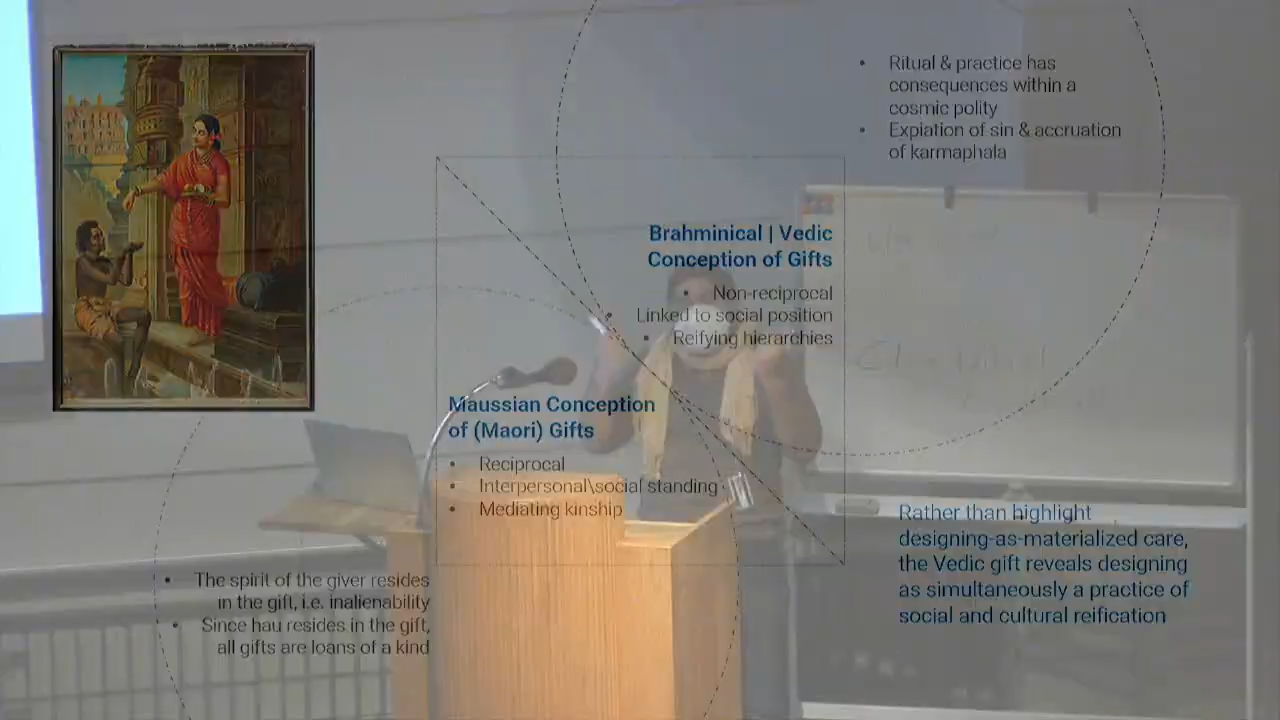 Ritual & practice has
consequences within a
cosmic polity
Expiation of sin & accruation
of karmaphala
Brahminical | Vedic
Conception of Gifts
Non-reciprocal
Linked to social position
Reifying hierarchies
Maussian Conception
of (Maori) Gifts
Reciprocal
Interpersonal\social standing
Mediating kinship
The spirit of the giver resides
in the gift, i.e. inalienability
Since hau resides in the gift,
all gifts are loans of a kind
Rather than highlight
designing-as-materialized care,
the Vedic gift reveals designing
as simultaneously a practice of
social and cultural reification